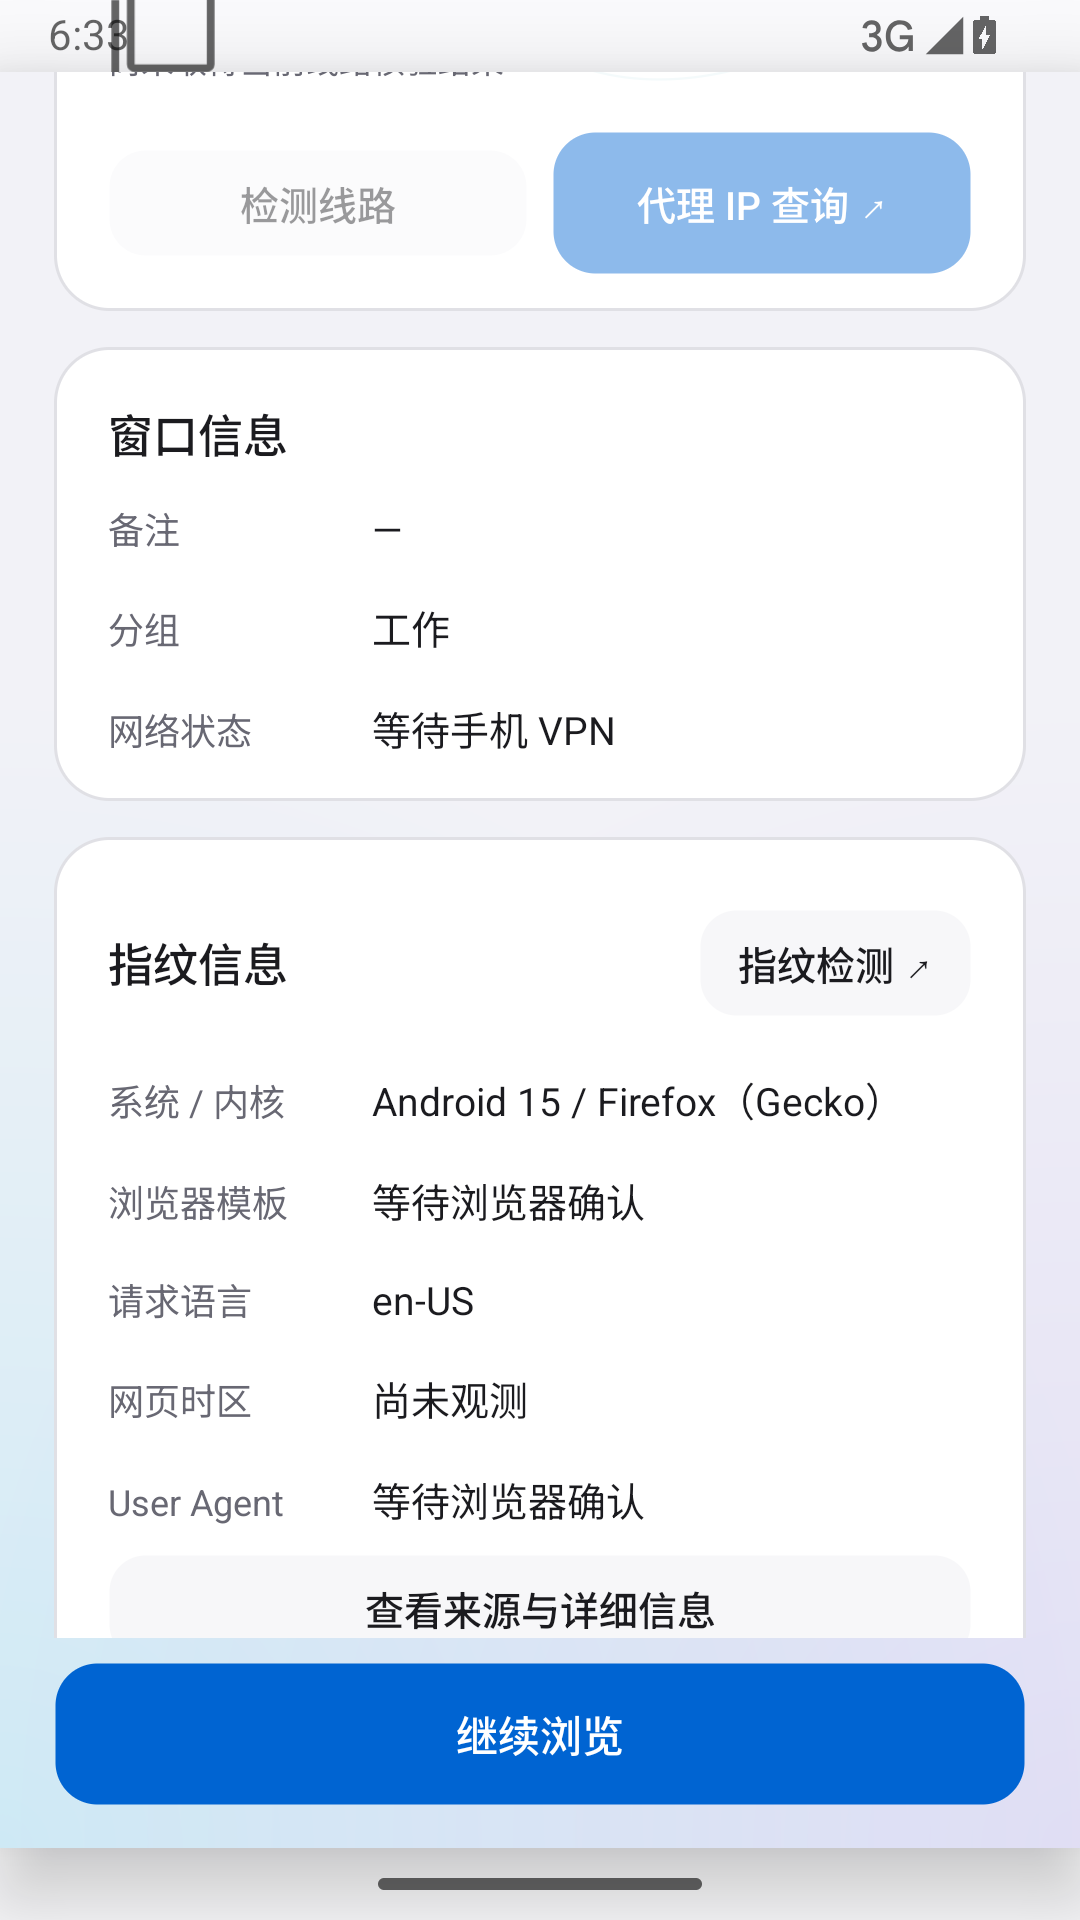 6:33
3G
检测线路
代理 IP 查询 ↗
窗口信息
备注 —
分组 工作
网络状态 等待手机 VPN
指纹信息
指纹检测 ↗
系统 / 内核 Android 15 / Firefox（Gecko）
浏览器模板 等待浏览器确认
请求语言 en-US
网页时区 尚未观测
User Agent 等待浏览器确认
查看来源与详细信息
继续浏览